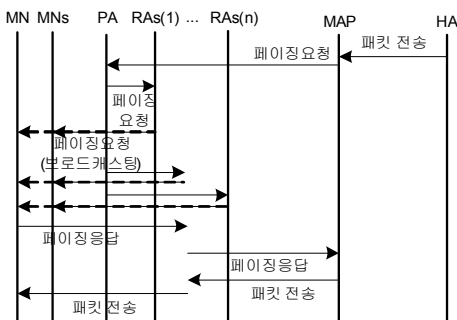 MN MNs PA RAs(1) ... RAs(n) MAP HA
패킷 전송
페이징요청
페이징
요청
페이징요청
(브로드캐스팅)
페이징응답
페이징응답
패킷 전송
패킷 전송